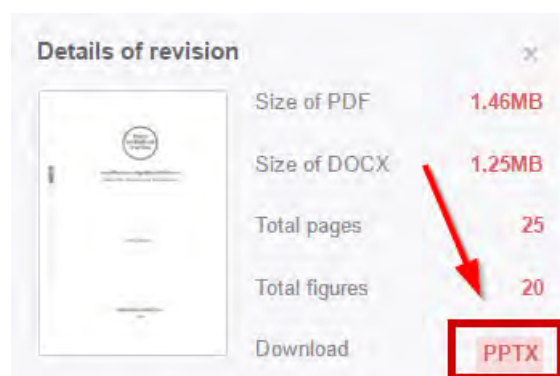 Details of revision ×
Size of PDF 1.46MB
Size of DOCX 1.25MB
Total pages 25
Total figures 20
Download PPTX